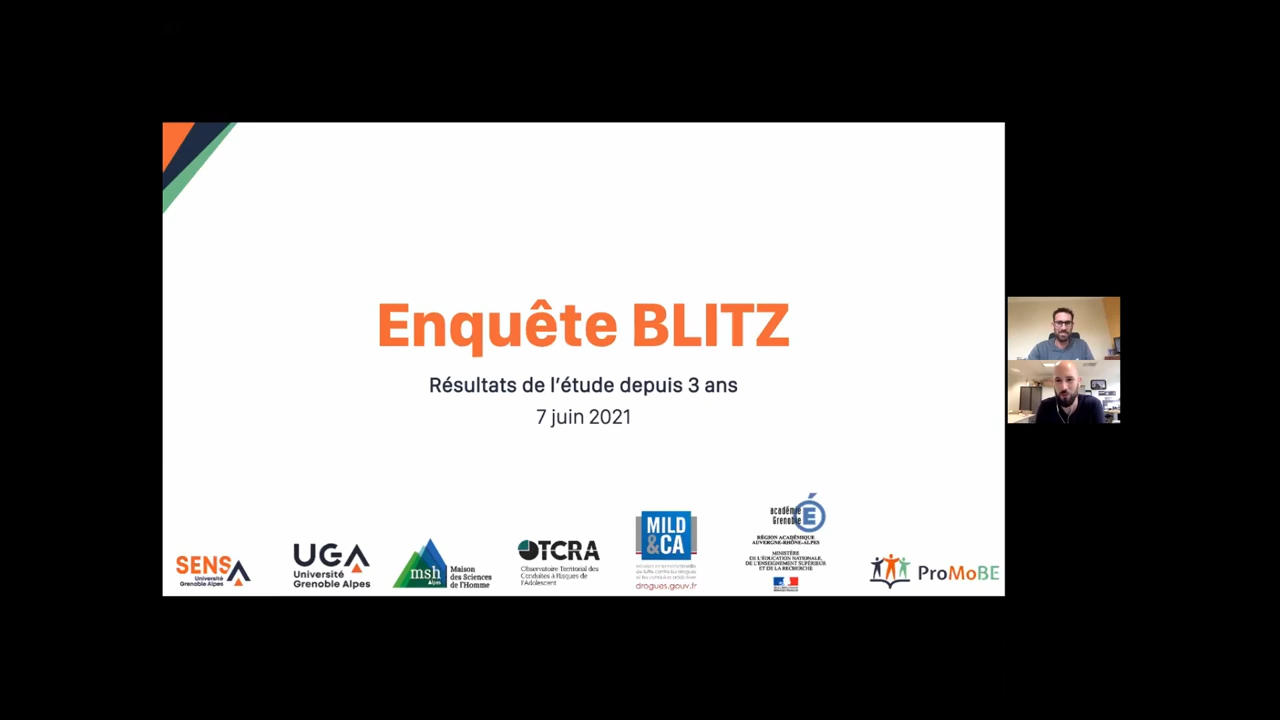 Enquête BLITZ
Résultats de l'étude depuis 3 ans
7 juin 2021
SENSA
Université
Grenoble Alpes
UGA
Université
Grenoble Alpes
msh
Alpes
Maison
des Sciences
de l'Homme
OTCRA
Observatoire Territorial des
Conduites à Risques de
l'Adolescent
MILD
&CA
drogues.gouv.fr
académie
Grenoble
RÉGION ACADÉMIQUE
AUVERGNE-RHÔNE-ALPES
MINISTÈRE
DE L'ÉDUCATION NATIONALE,
DE L'ENSEIGNEMENT SUPÉRIEUR
ET DE LA RECHERCHE
ProMoBE